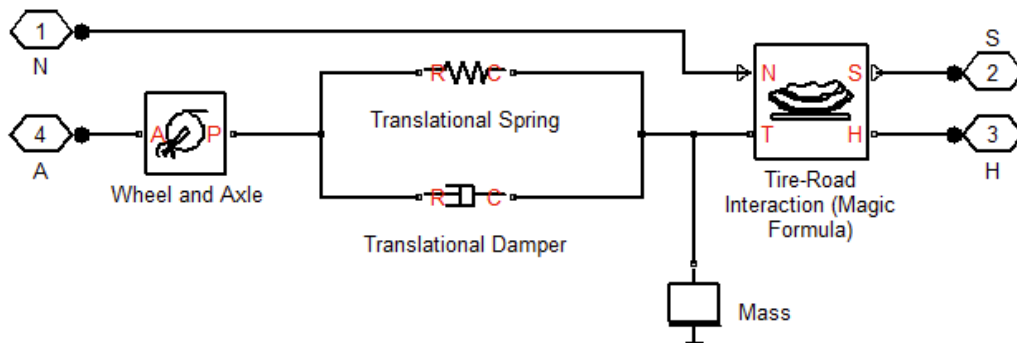 1
N
4
A
A P
Wheel and Axle
R C
Translational Spring
R C
Translational Damper
N S
T H
Tire-Road
Interaction (Magic
Formula)
Mass
S
2
3
H